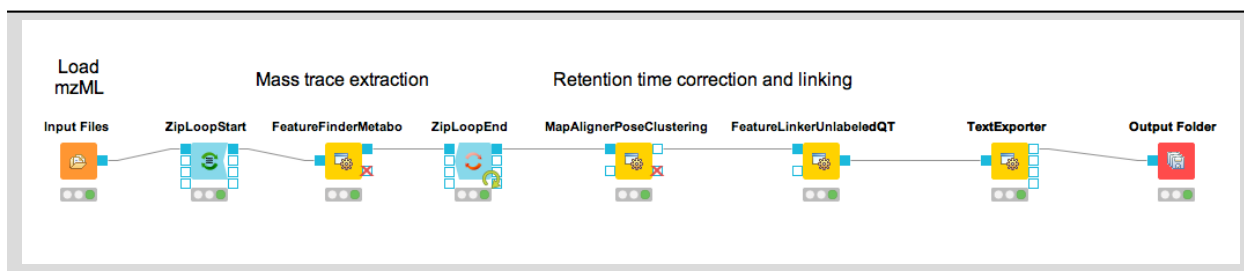 Load
mzML
Mass trace extraction
Retention time correction and linking
Input Files
ZipLoopStart
FeatureFinderMetabo
ZipLoopEnd
MapAlignerPoseClustering
FeatureLinkerUnlabeledQT
TextExporter
Output Folder